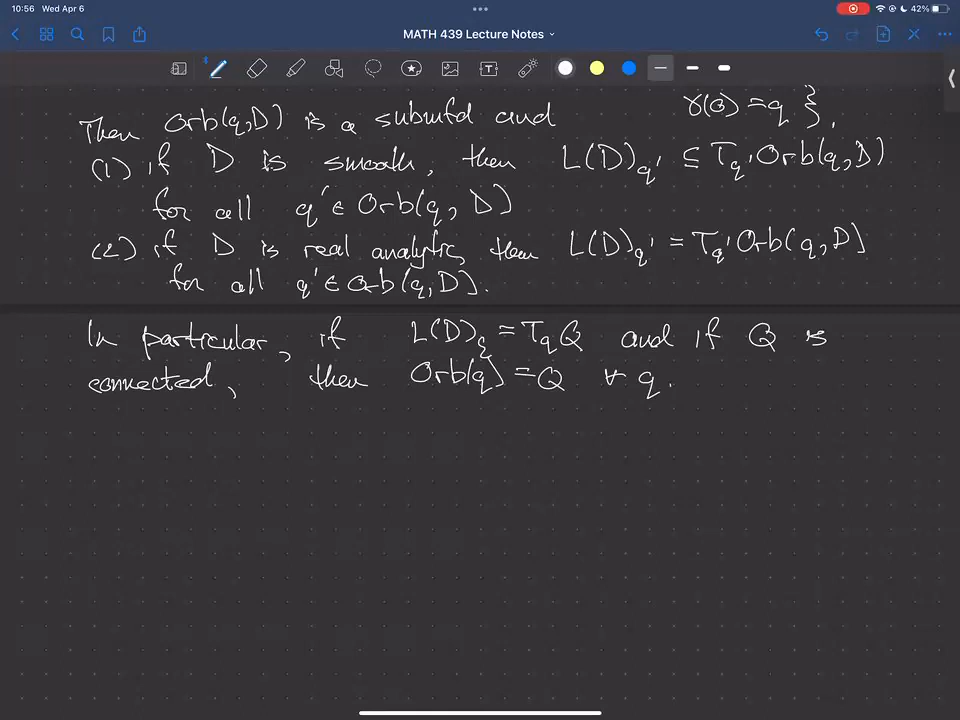 10:56 Wed Apr 6
42%
MATH 439 Lecture Notes
γ(0) = q }.
Then Orb(q,D) is a submfd and
(1) if D is smooth, then L(D)q' ⊆ Tq'Orb(q,D)
for all q' ∈ Orb(q, D)
(2) if D is real analytic, then L(D)q' = Tq'Orb(q,D)
for all q' ∈ Orb(q,D).
In particular, if L(D)q = TqQ and if Q is
connected, then Orb(q) = Q ∀ q.